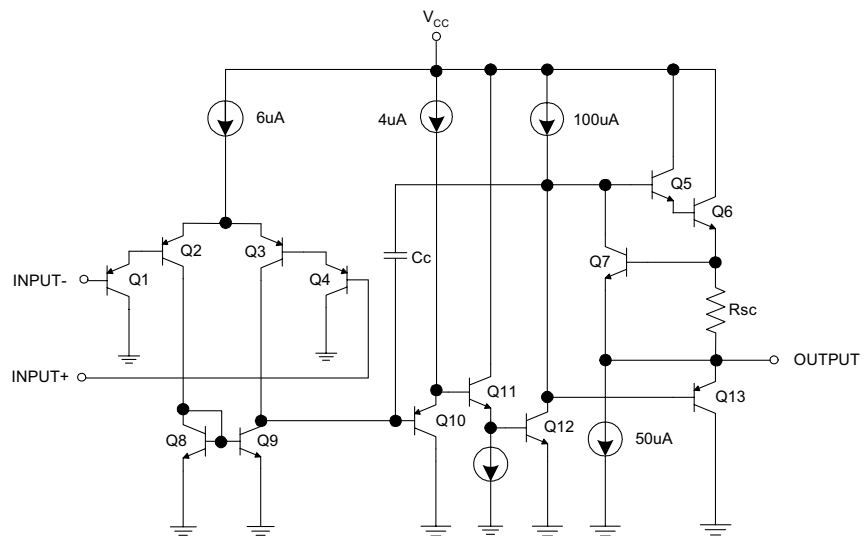 VCC
6uA
4uA
100uA
Q5
Q6
Q2
Q3
Q7
Cc
INPUT-
Q1
Q4
Rsc
OUTPUT
INPUT+
Q11
Q13
Q10
Q12
Q8
Q9
50uA